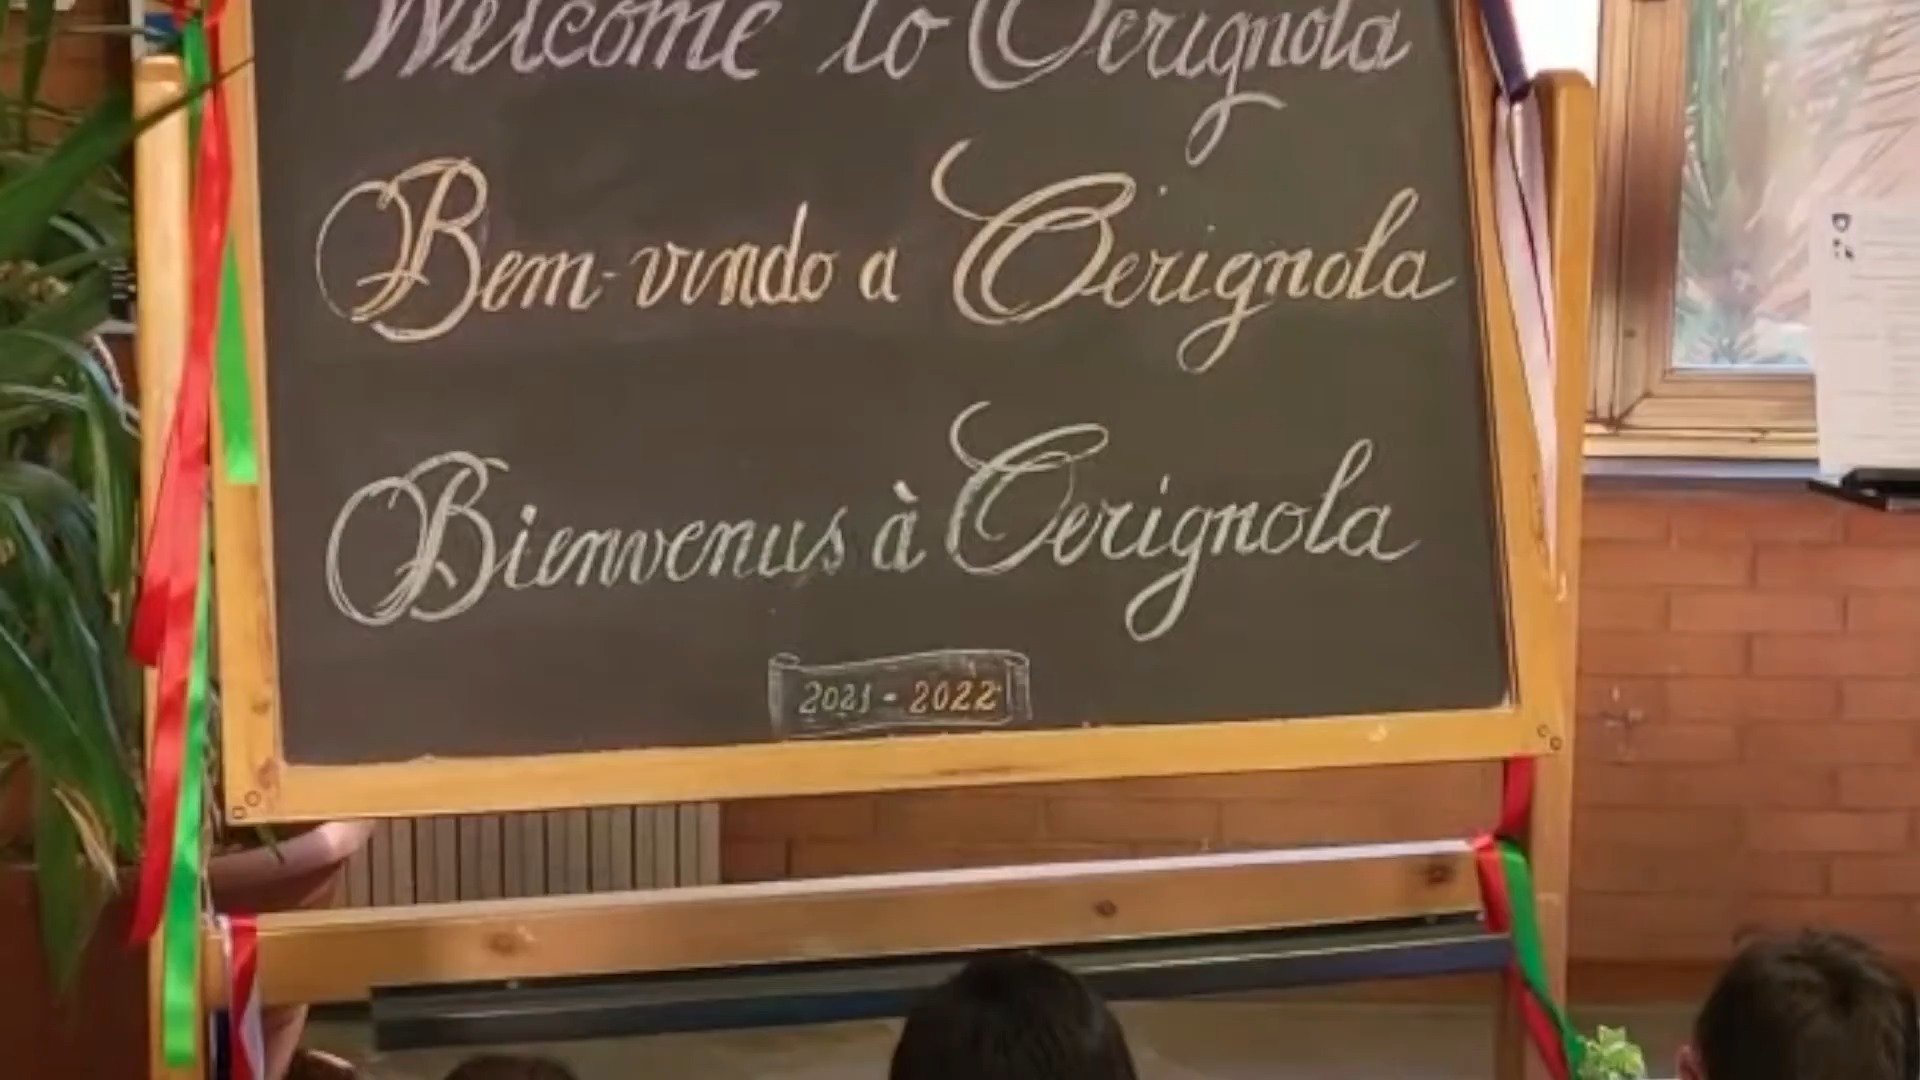 Welcome to Cerignola
Bem-vindo a Cerignola
Bienvenus à Cerignola
2021 - 2022